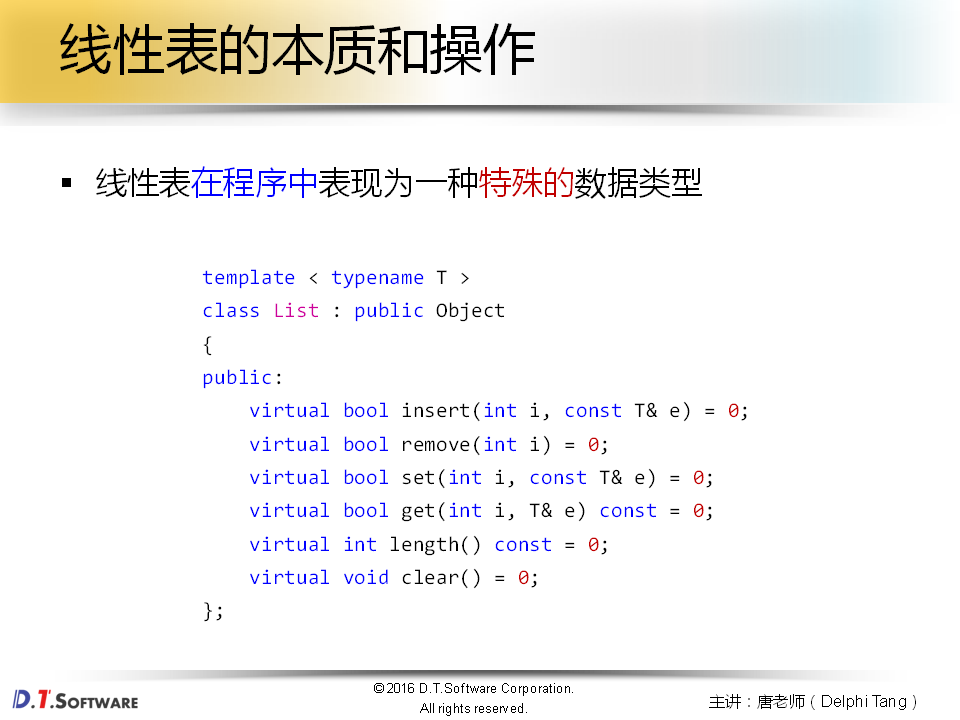 线性表的本质和操作
▪ 线性表在程序中表现为一种特殊的数据类型
template < typename T >
class List : public Object
{
public:
    virtual bool insert(int i, const T& e) = 0;
    virtual bool remove(int i) = 0;
    virtual bool set(int i, const T& e) = 0;
    virtual bool get(int i, T& e) const = 0;
    virtual int length() const = 0;
    virtual void clear() = 0;
};
D.T.SOFTWARE
©2016 D.T.Software Corporation.
All rights reserved.
主讲：唐老师（Delphi Tang）